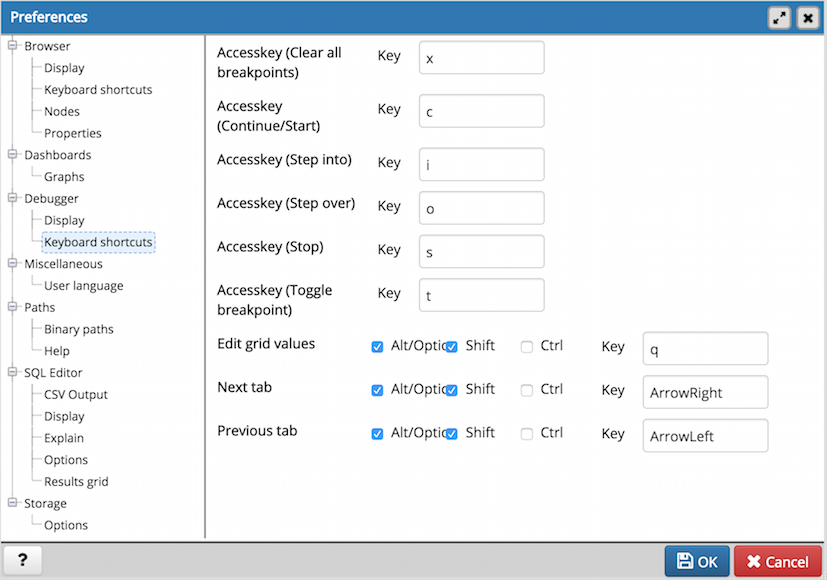 Preferences
Browser
Display
Keyboard shortcuts
Nodes
Properties
Dashboards
Graphs
Debugger
Display
Keyboard shortcuts
Miscellaneous
User language
Paths
Binary paths
Help
SQL Editor
CSV Output
Display
Explain
Options
Results grid
Storage
Options
Accesskey (Clear all
breakpoints)
Key x
Accesskey
(Continue/Start)
Key c
Accesskey (Step into) Key i
Accesskey (Step over) Key o
Accesskey (Stop) Key s
Accesskey (Toggle
breakpoint)
Key t
Edit grid values Alt/Optic Shift Ctrl Key q
Next tab Alt/Optic Shift Ctrl Key ArrowRight
Previous tab Alt/Optic Shift Ctrl Key ArrowLeft
? OK Cancel